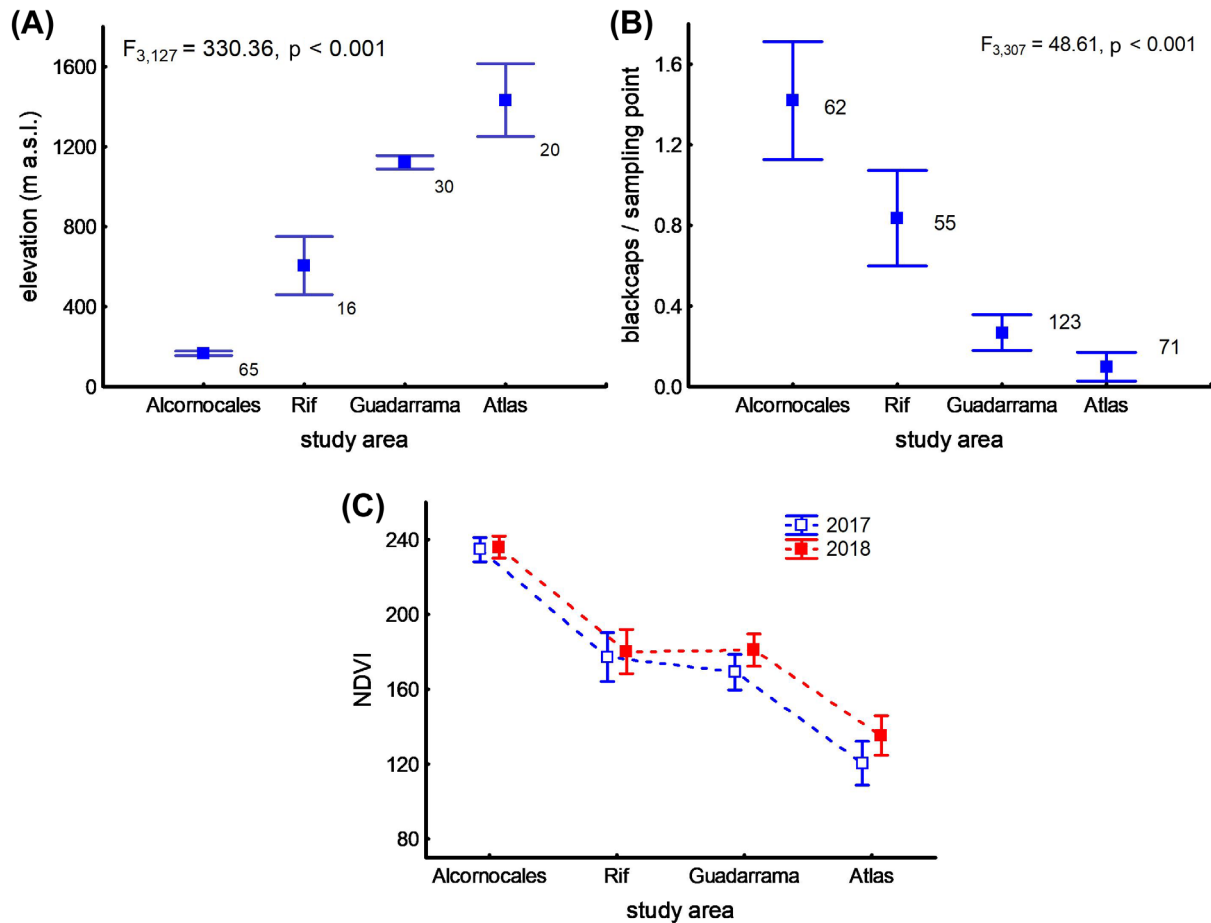 (A)
F3,127 = 330.36, p < 0.001
elevation (m a.s.l.)
1600
1200
800
400
0
65
16
30
20
Alcornocales Rif Guadarrama Atlas
study area
(B)
F3,307 = 48.61, p < 0.001
blackcaps / sampling point
1.6
1.2
0.8
0.4
0.0
62
55
123
71
Alcornocales Rif Guadarrama Atlas
study area
(C)
2017
2018
NDVI
240
200
160
120
80
Alcornocales Rif Guadarrama Atlas
study area